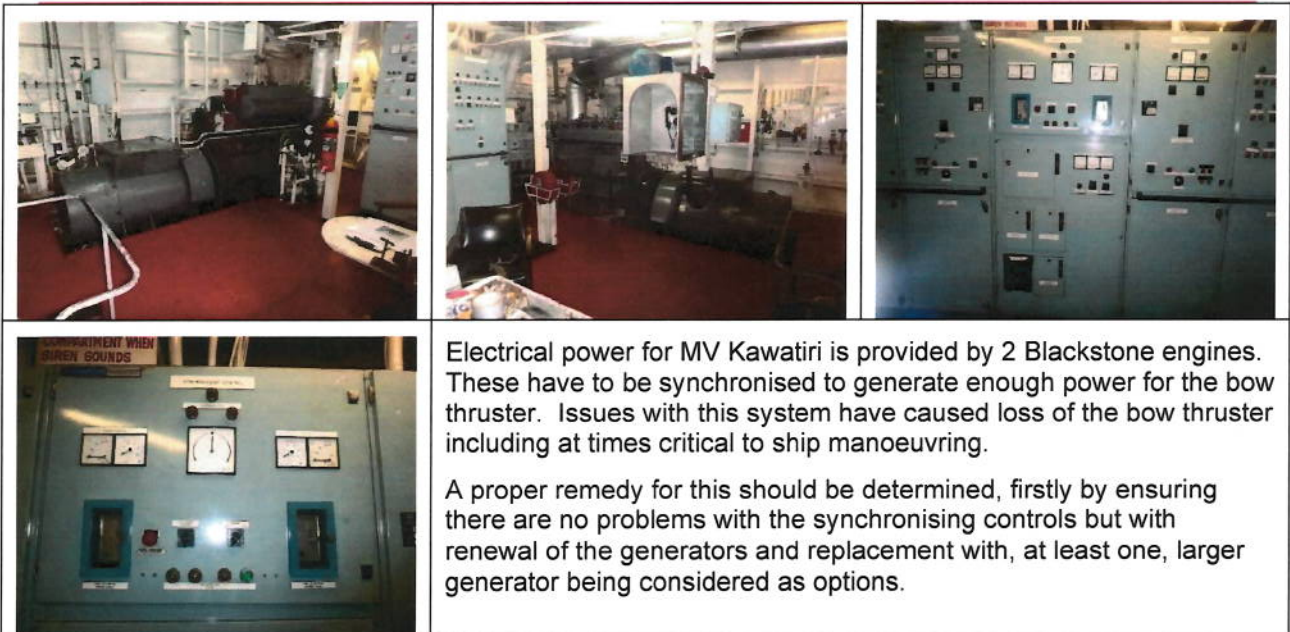 COMPARTMENT WHEN
SIREN SOUNDS
Electrical power for MV Kawatiri is provided by 2 Blackstone engines.
These have to be synchronised to generate enough power for the bow
thruster.  Issues with this system have caused loss of the bow thruster
including at times critical to ship manoeuvring.
A proper remedy for this should be determined, firstly by ensuring
there are no problems with the synchronising controls but with
renewal of the generators and replacement with, at least one, larger
generator being considered as options.